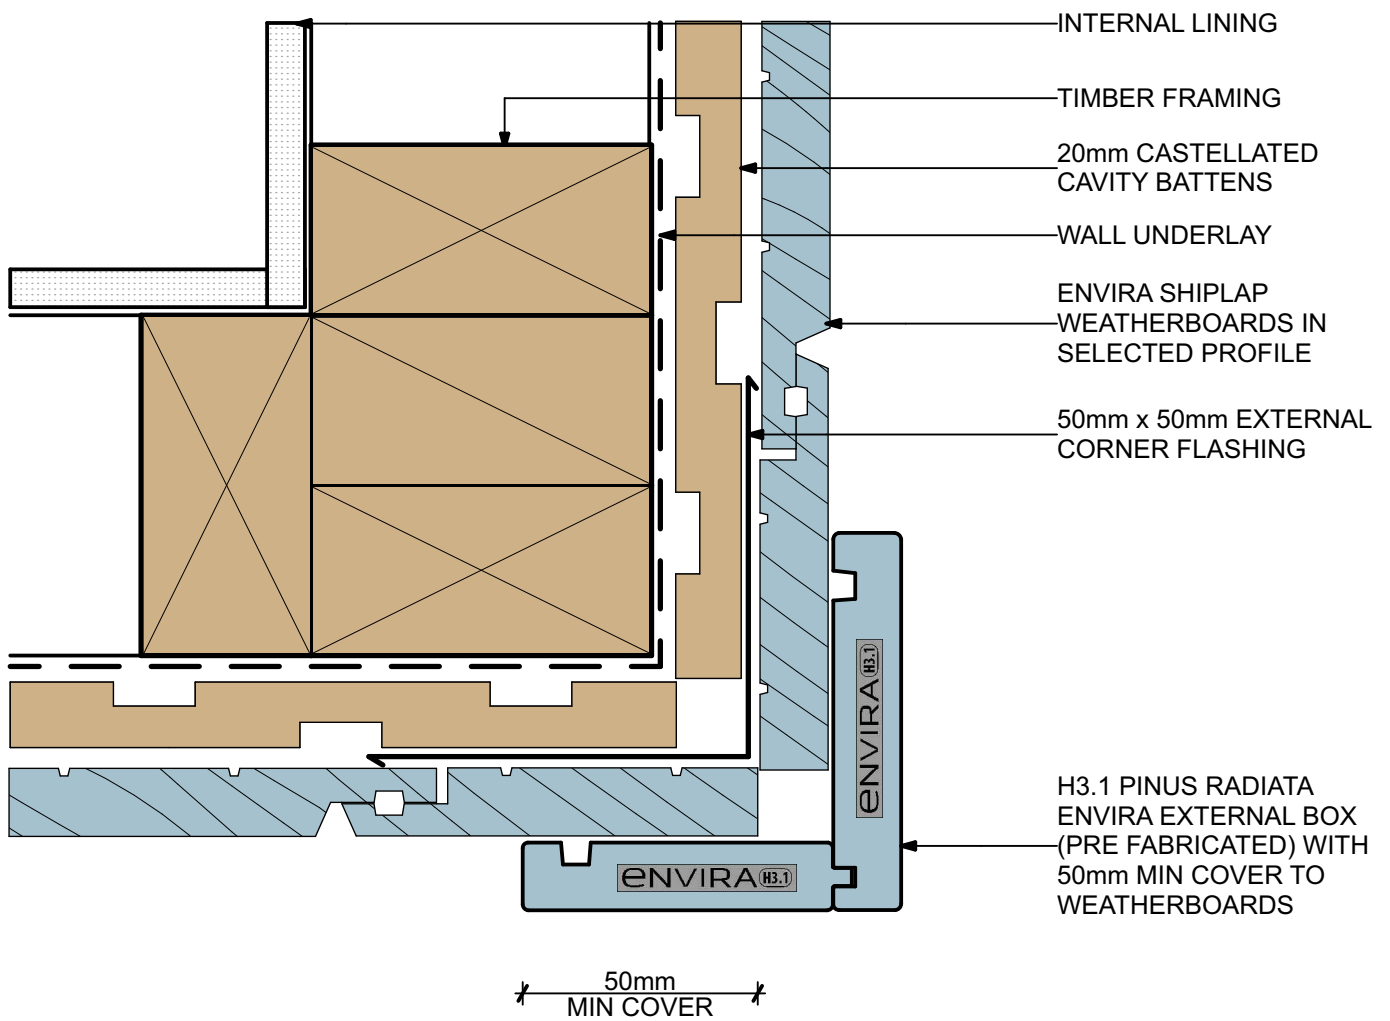 INTERNAL LINING
TIMBER FRAMING
20mm CASTELLATED
CAVITY BATTENS
WALL UNDERLAY
ENVIRA SHIPLAP
WEATHERBOARDS IN
SELECTED PROFILE
50mm x 50mm EXTERNAL
CORNER FLASHING
eNVIRA H3.1
H3.1 PINUS RADIATA
ENVIRA EXTERNAL BOX
(PRE FABRICATED) WITH
50mm MIN COVER TO
WEATHERBOARDS
eNVIRA H3.1
50mm
MIN COVER